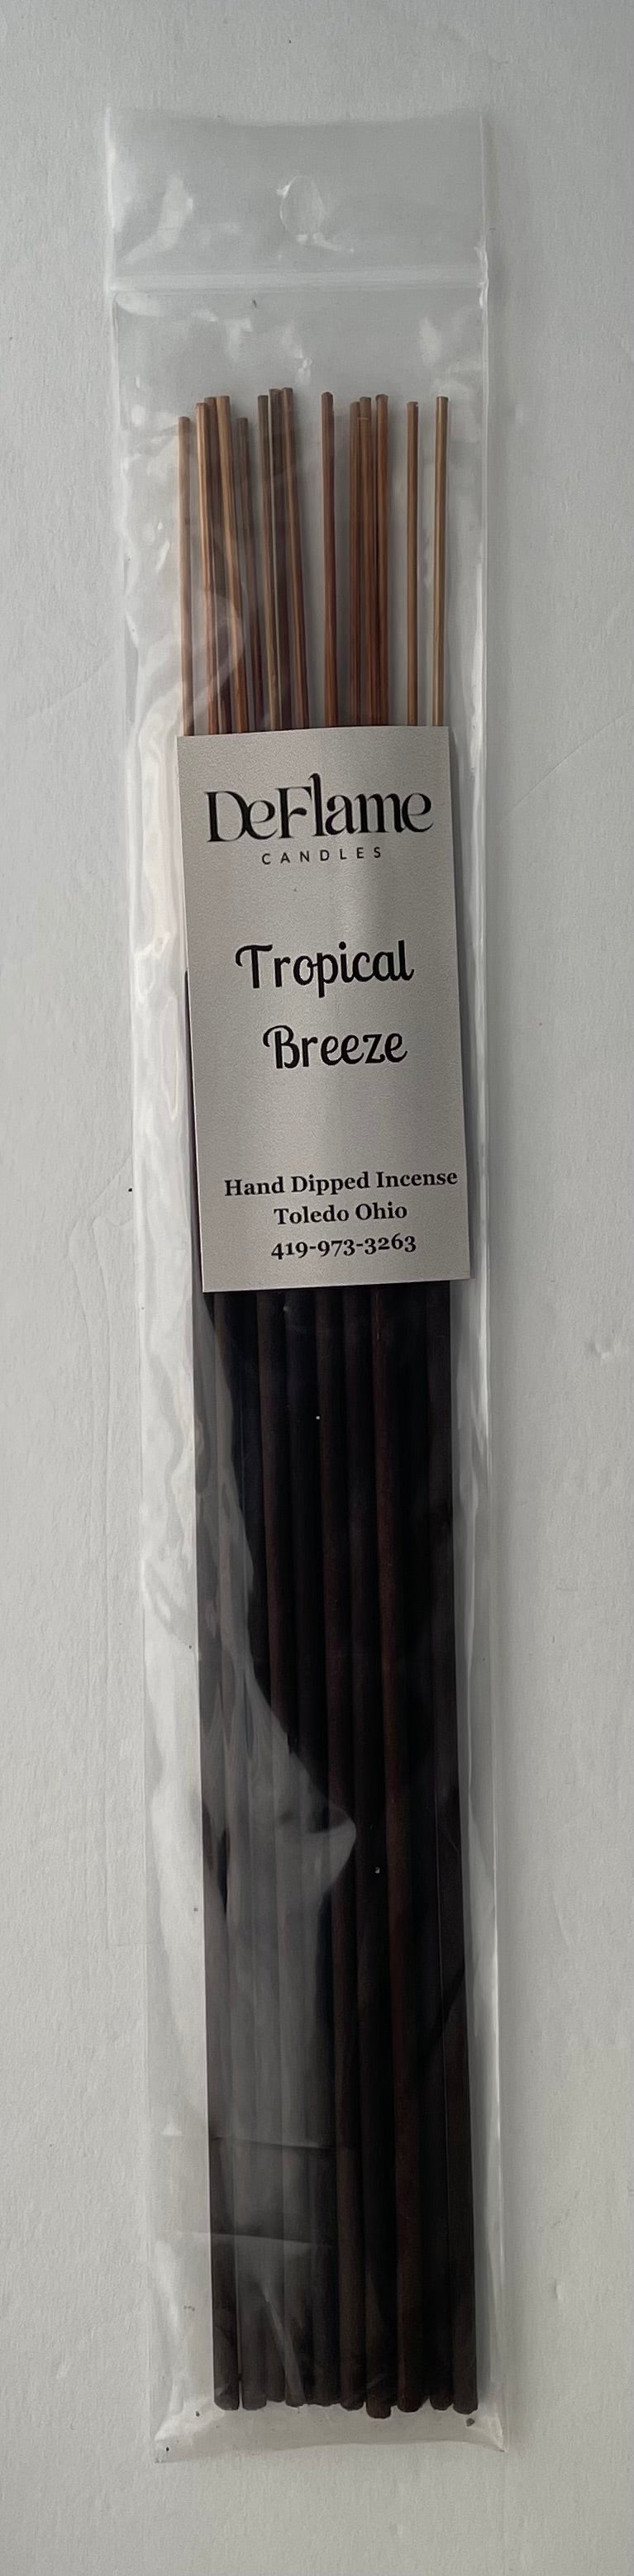 DeFlame
CANDLES
Tropical
Breeze
Hand Dipped Incense
Toledo Ohio
419-973-3263